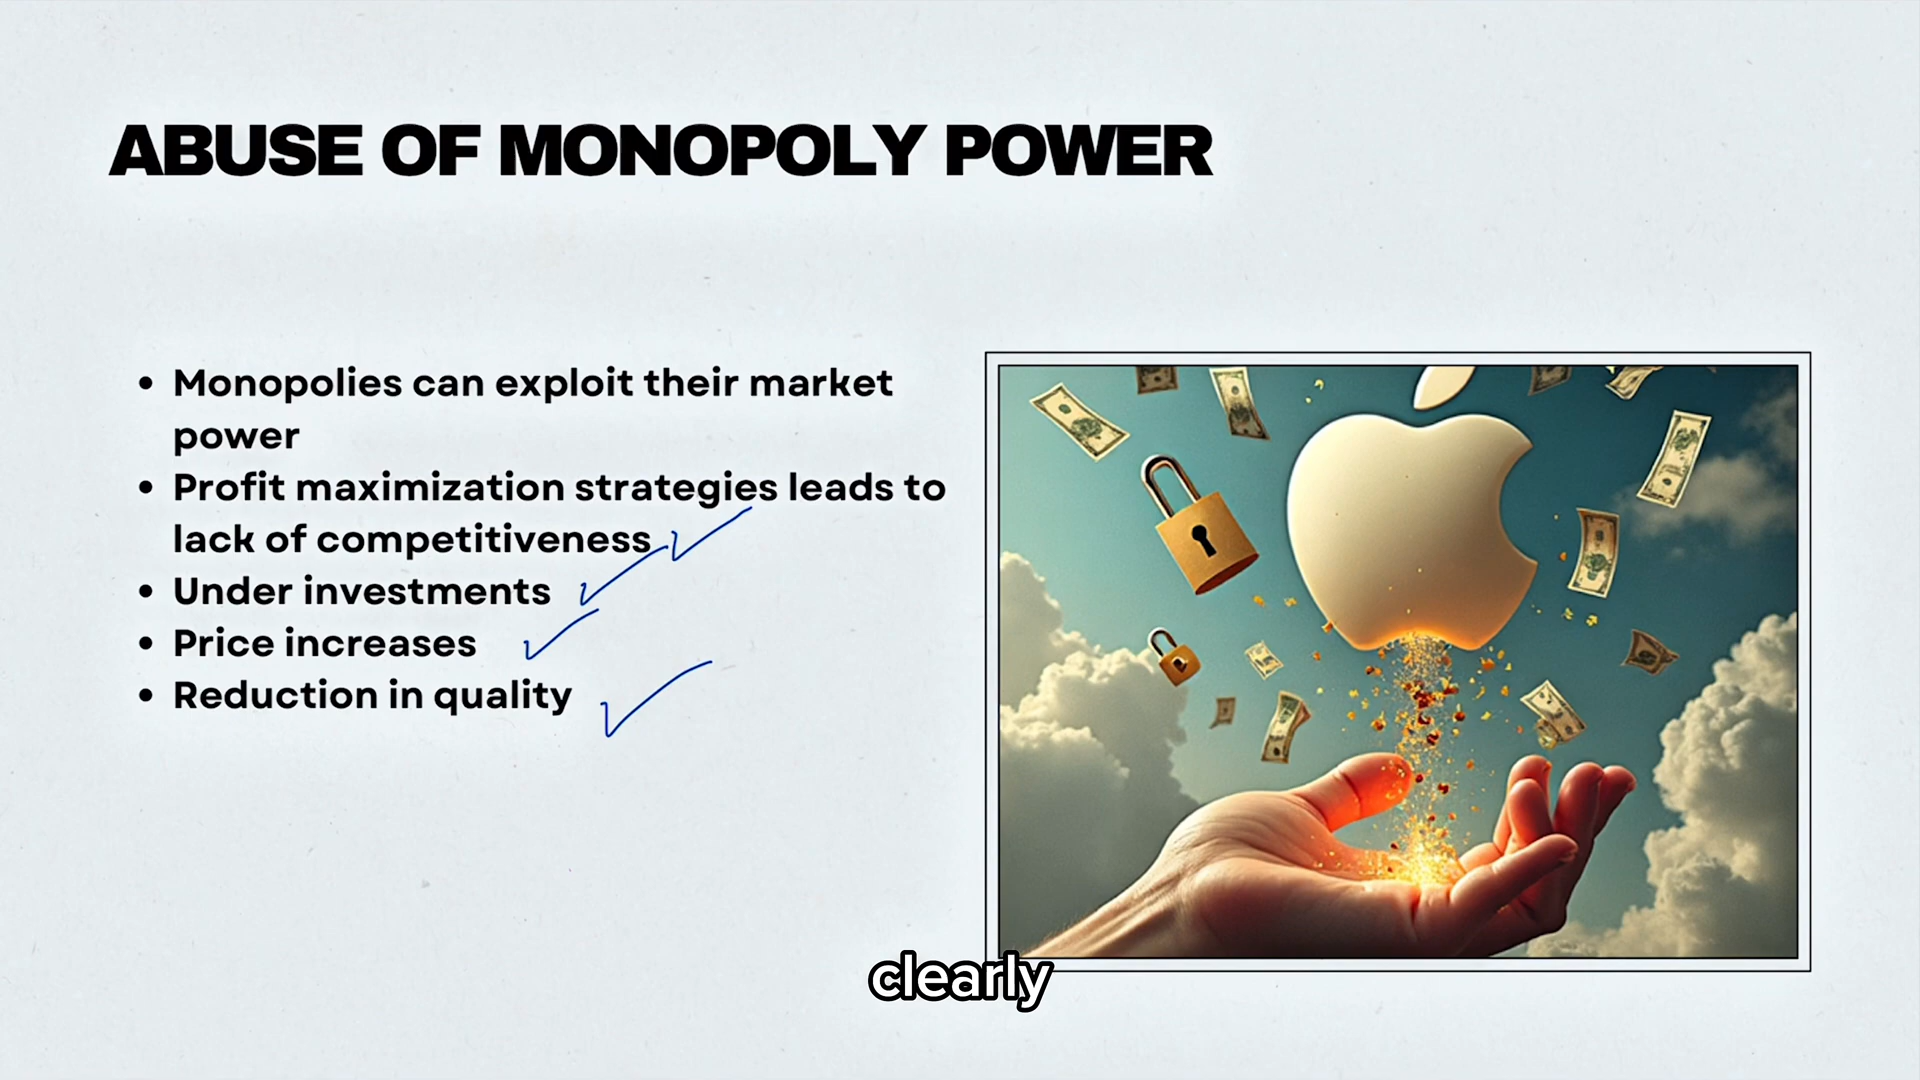 ABUSE OF MONOPOLY POWER
• Monopolies can exploit their market
power
• Profit maximization strategies leads to
lack of competitiveness
• Under investments
• Price increases
• Reduction in quality
clearly